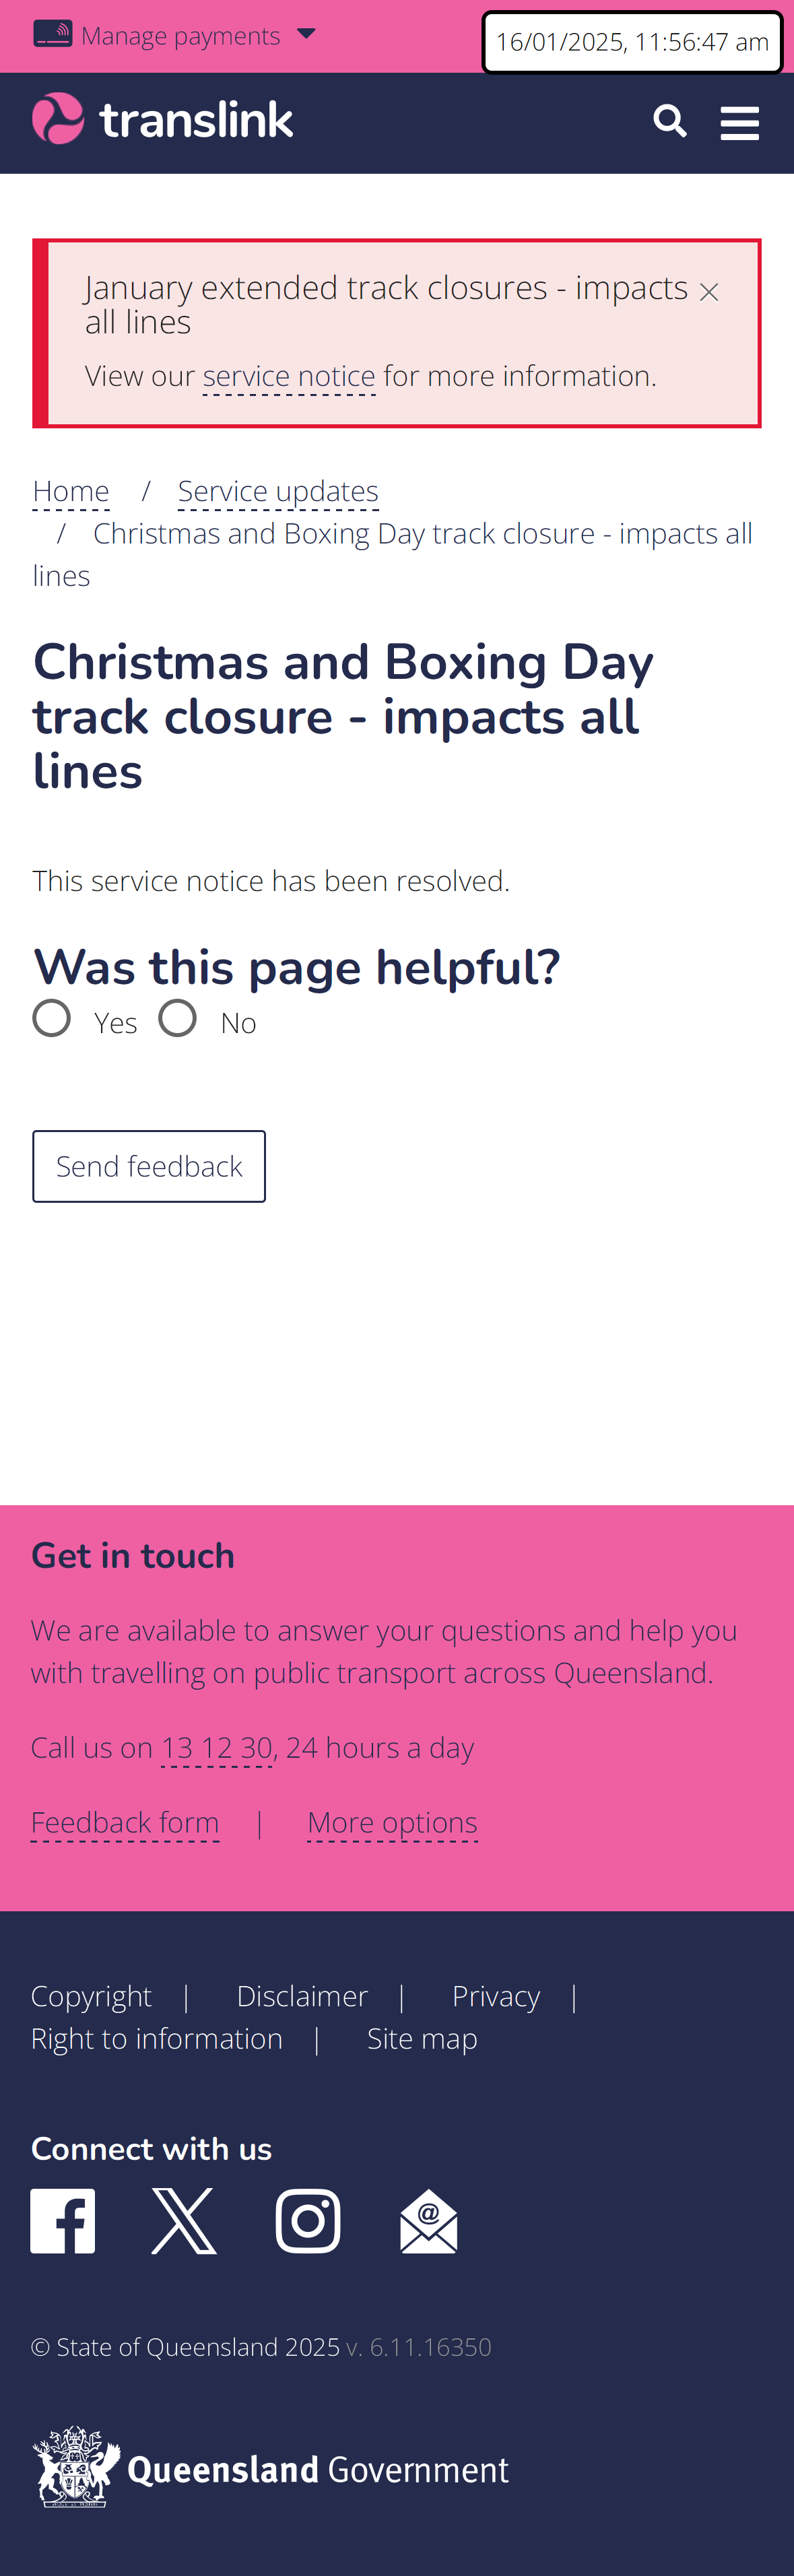 Manage payments
16/01/2025, 11:56:47 am
translink
January extended track closures - impacts
all lines
View our service notice for more information.
Home / Service updates
/ Christmas and Boxing Day track closure - impacts all
lines
Christmas and Boxing Day
track closure - impacts all
lines
This service notice has been resolved.
Was this page helpful?
Yes No
Send feedback
Get in touch
We are available to answer your questions and help you
with travelling on public transport across Queensland.
Call us on 13 12 30, 24 hours a day
Feedback form | More options
Copyright | Disclaimer | Privacy |
Right to information | Site map
Connect with us
@
© State of Queensland 2025 v. 6.11.16350
Queensland Government